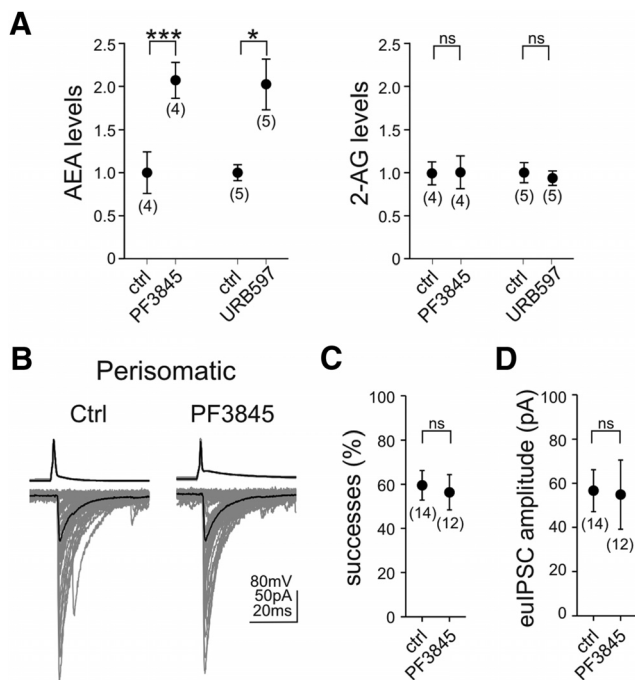 A
AEA levels
2.5
2.0
1.5
1.0
0.5
0.0
***
*
(4)
(4)
(5)
(5)
ctrl
PF3845
ctrl
URB597
2-AG levels
2.5
2.0
1.5
1.0
0.5
0.0
ns
ns
(4)
(4)
(5)
(5)
ctrl
PF3845
ctrl
URB597
B
Perisomatic
Ctrl
PF3845
80mV
50pA
20ms
C
successes (%)
100
80
60
40
20
0
ns
(14)
(12)
ctrl
PF3845
D
euIPSC amplitude (pA)
100
80
60
40
20
0
ns
(14)
(12)
ctrl
PF3845